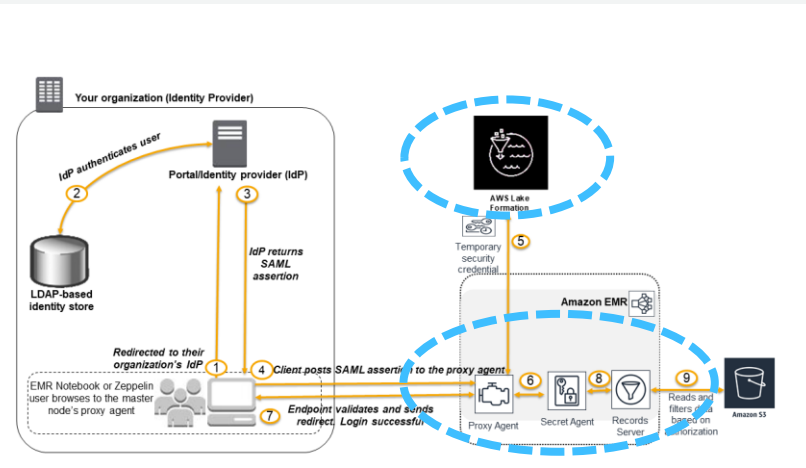 Your organization (Identity Provider)
IdP authenticates user
2
Portal/Identity provider (IdP)
3
IdP returns
SAML
assertion
LDAP-based
identity store
Redirected to their
organization's IdP
1
4
Client posts SAML assertion to the proxy agent
EMR Notebook or Zeppelin
user browses to the master
node's proxy agent
7
Endpoint validates and sends
redirect. Login successful
AWS Lake
Formation
Temporary
security
credential
5
Amazon EMR
6
8
9
Proxy Agent
Secret Agent
Records
Server
Reads and
filters data
based on
authorization
Amazon S3